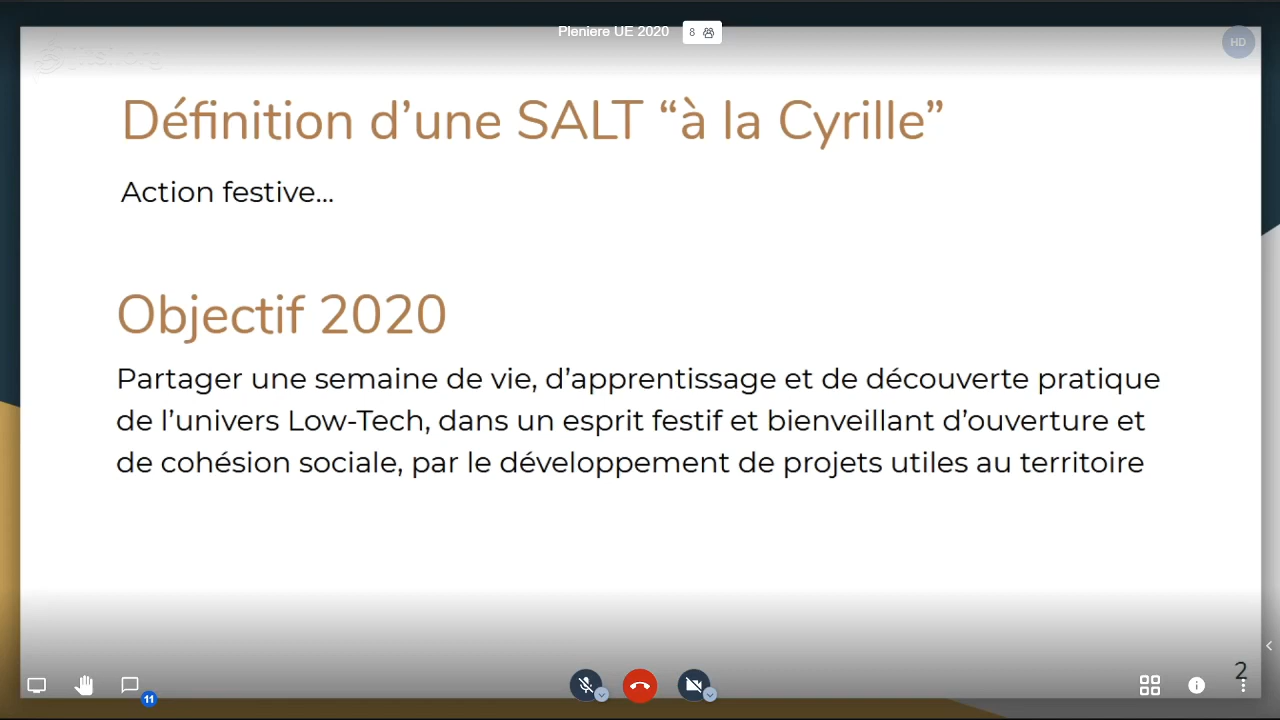 Pleniere UE 2020
8
HD
Définition d’une SALT “à la Cyrille”
Action festive...
Objectif 2020
Partager une semaine de vie, d’apprentissage et de découverte pratique
de l’univers Low-Tech, dans un esprit festif et bienveillant d’ouverture et
de cohésion sociale, par le développement de projets utiles au territoire
2
11